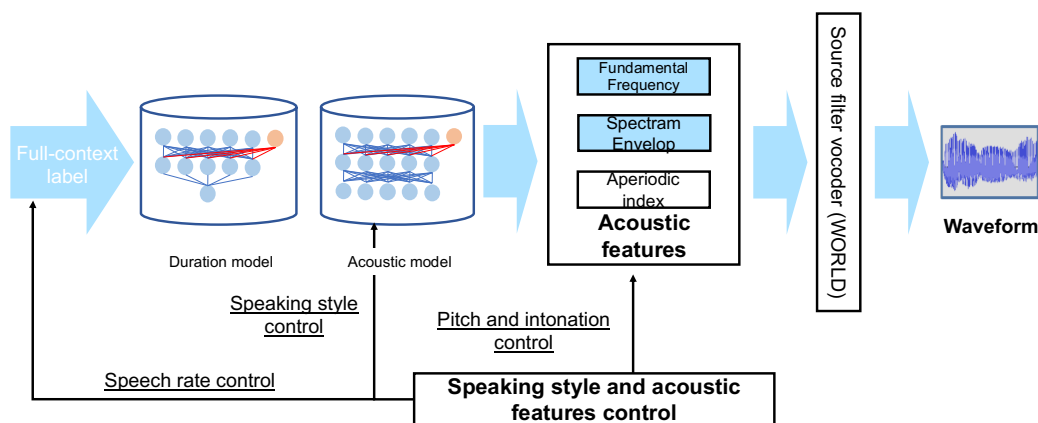 Full-context
label
Duration model
Acoustic model
Fundamental
Frequency
Spectram
Envelop
Aperiodic
index
Acoustic
features
Source filter vocoder (WORLD)
Waveform
Speaking style
control
Pitch and intonation
control
Speech rate control
Speaking style and acoustic
features control